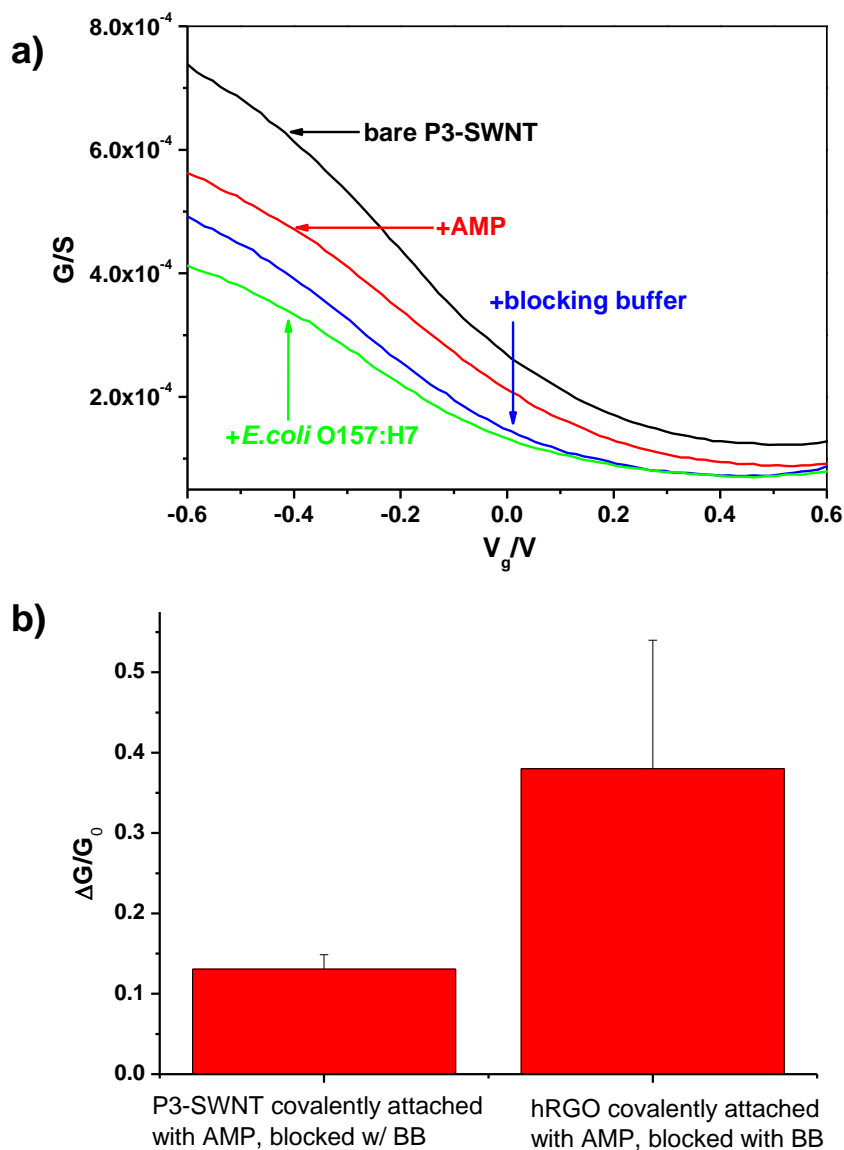 a)
8.0x10⁻⁴
6.0x10⁻⁴
4.0x10⁻⁴
2.0x10⁻⁴
G/S
bare P3-SWNT
+AMP
+blocking buffer
+E.coli O157:H7
-0.6 -0.4 -0.2 0.0 0.2 0.4 0.6
V_g/V
b)
0.5
0.4
0.3
0.2
0.1
0.0
ΔG/G₀
P3-SWNT covalently attached
with AMP, blocked w/ BB
hRGO covalently attached
with AMP, blocked with BB